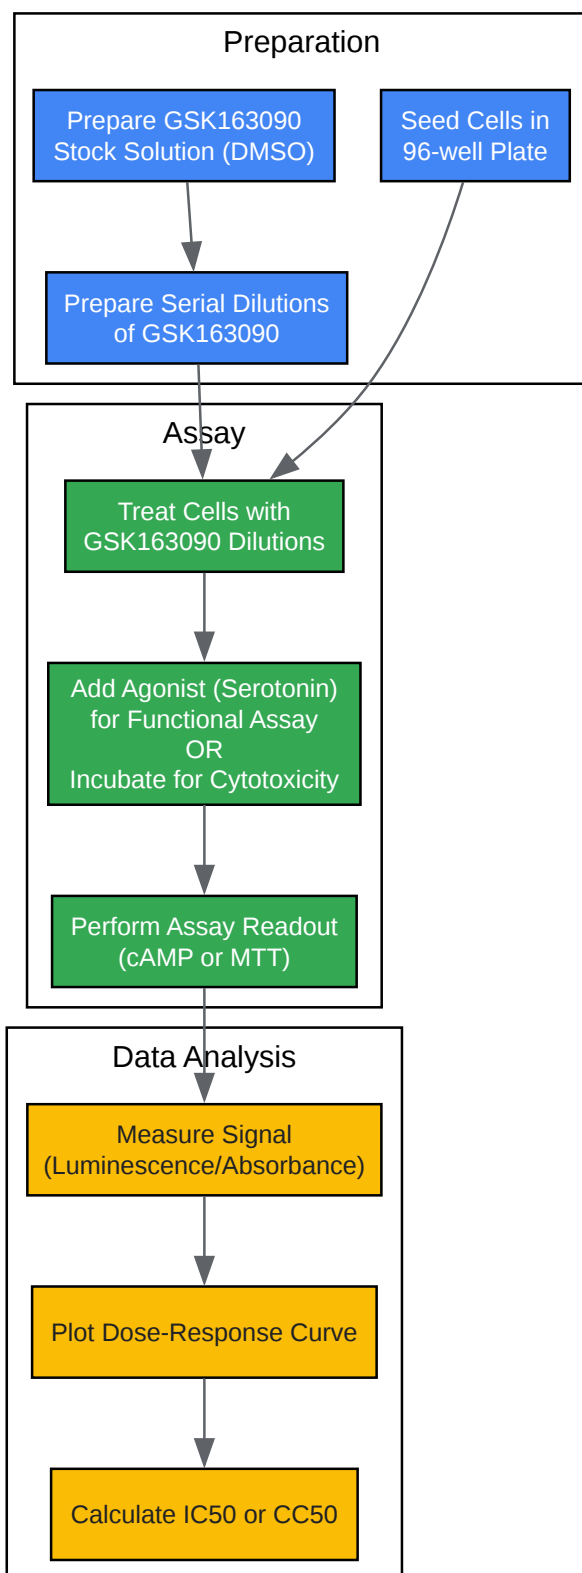 Preparation
Prepare GSK163090
Stock Solution (DMSO)
Seed Cells in
96-well Plate
Prepare Serial Dilutions
of GSK163090
Assay
Treat Cells with
GSK163090 Dilutions
Add Agonist (Serotonin)
for Functional Assay
OR
Incubate for Cytotoxicity
Perform Assay Readout
(cAMP or MTT)
Data Analysis
Measure Signal
(Luminescence/Absorbance)
Plot Dose-Response Curve
Calculate IC50 or CC50